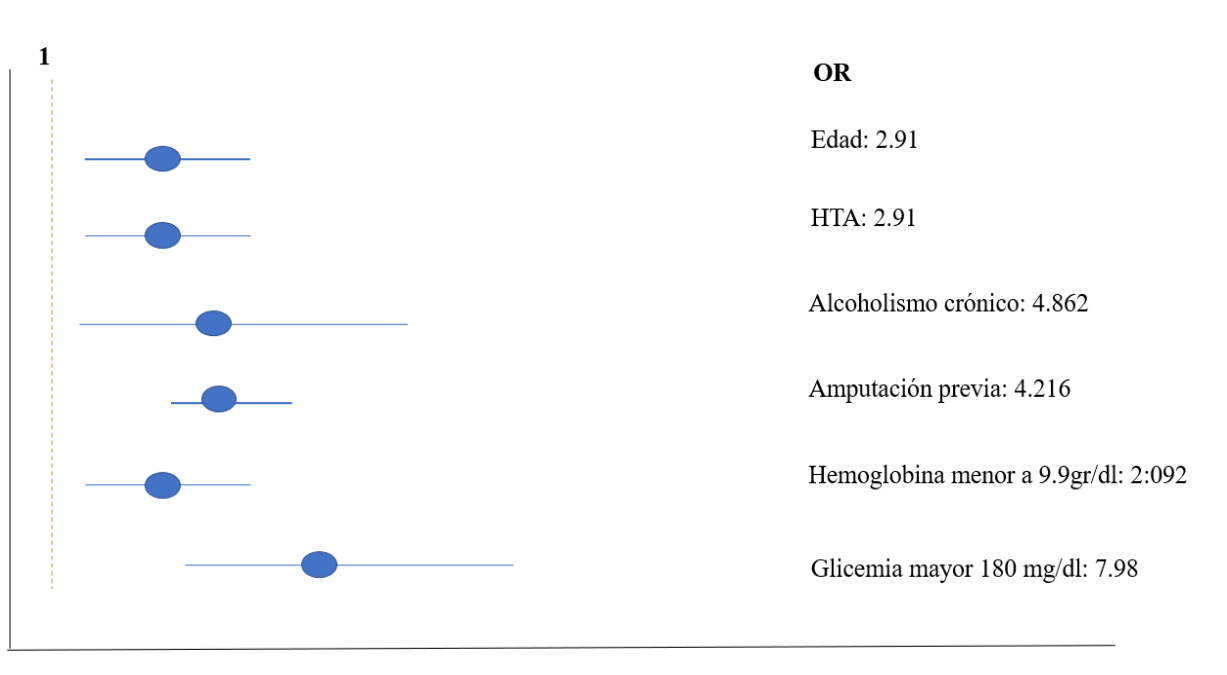 1
OR
Edad: 2.91
HTA: 2.91
Alcoholismo crónico: 4.862
Amputación previa: 4.216
Hemoglobina menor a 9.9gr/dl: 2:092
Glicemia mayor 180 mg/dl: 7.98